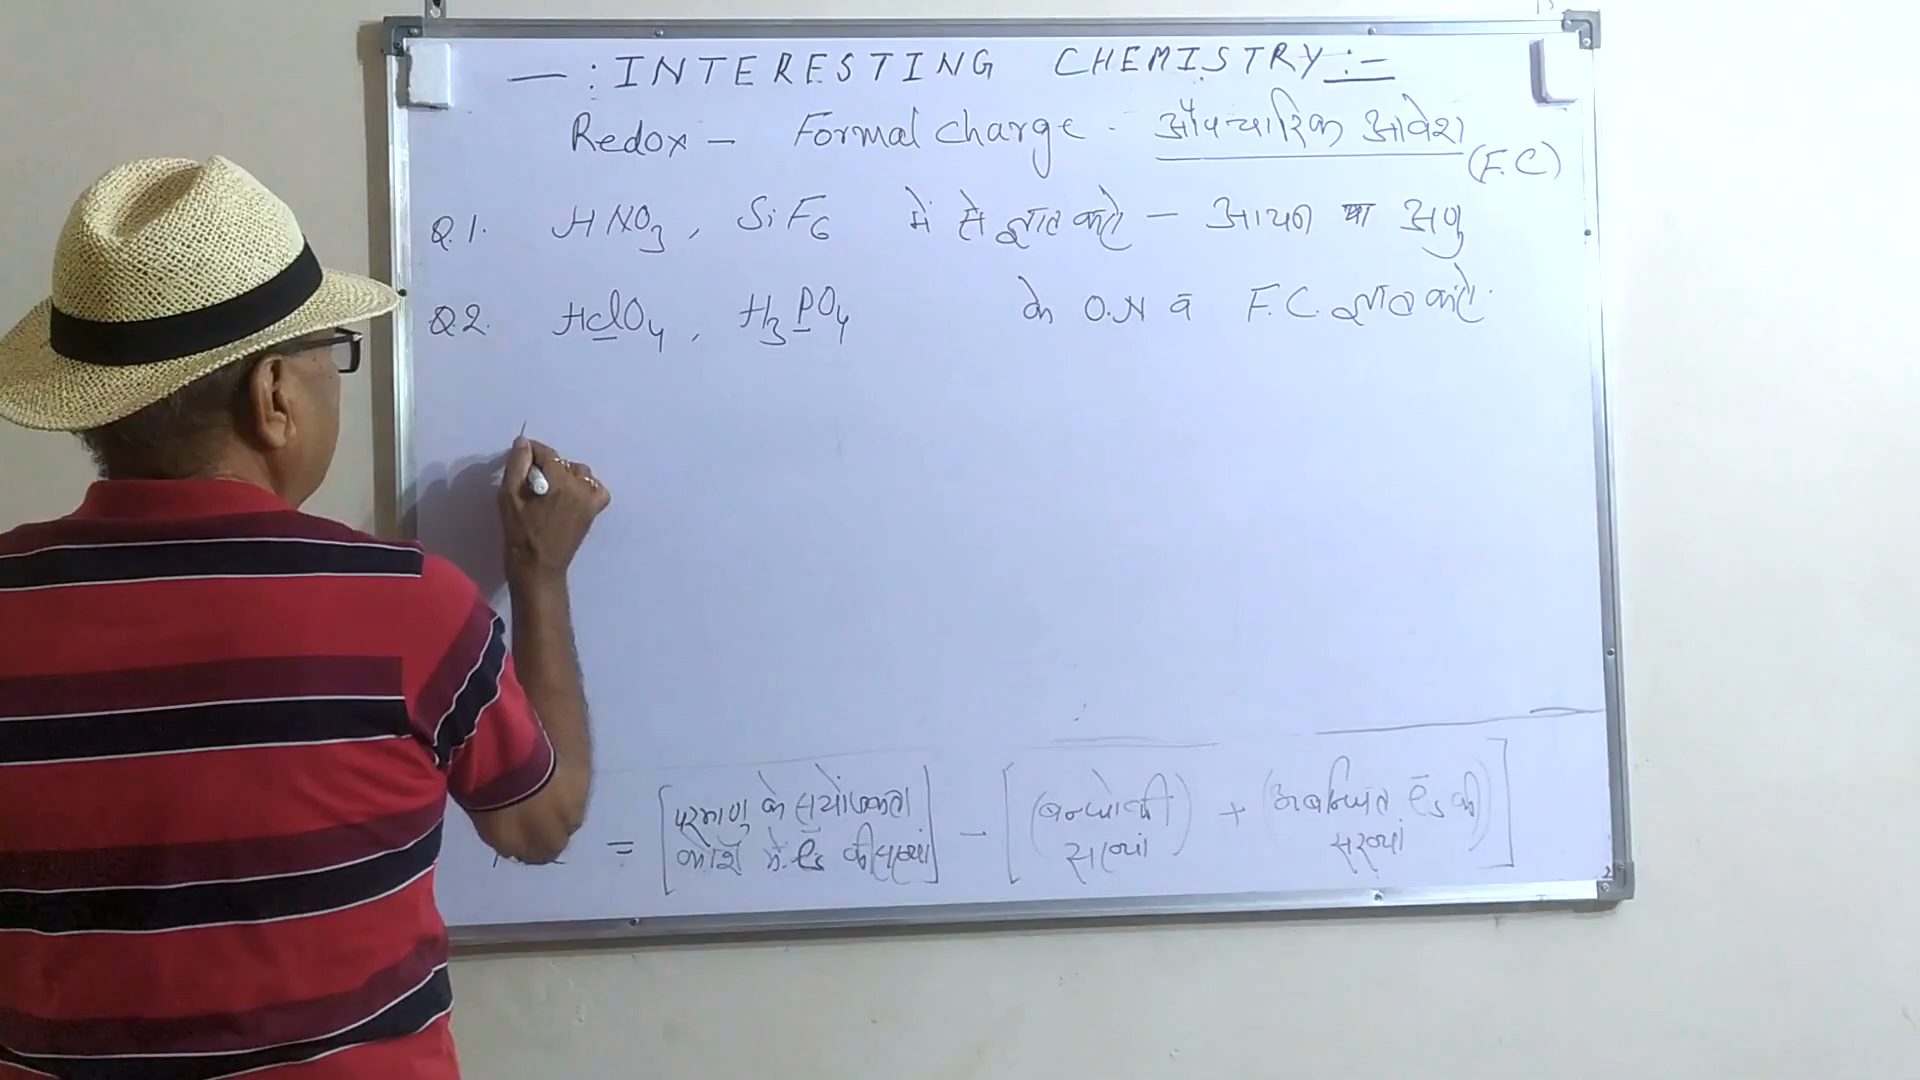 — : INTERESTING CHEMISTRY : —
Redox — Formal charge - औपचारिक आवेश (F.C)
Q.1. HNO₃, SiF₆ में से ज्ञात करो — आयन या अणु
Q.2. HClO₄, H₃PO₄ के O.N व F.C. ज्ञात करो.
= [परमाणु के संयोजकता कोश में e⁻s की संख्या] — [(बन्धो की संख्या) + (अबन्धित e⁻s की संख्या)]